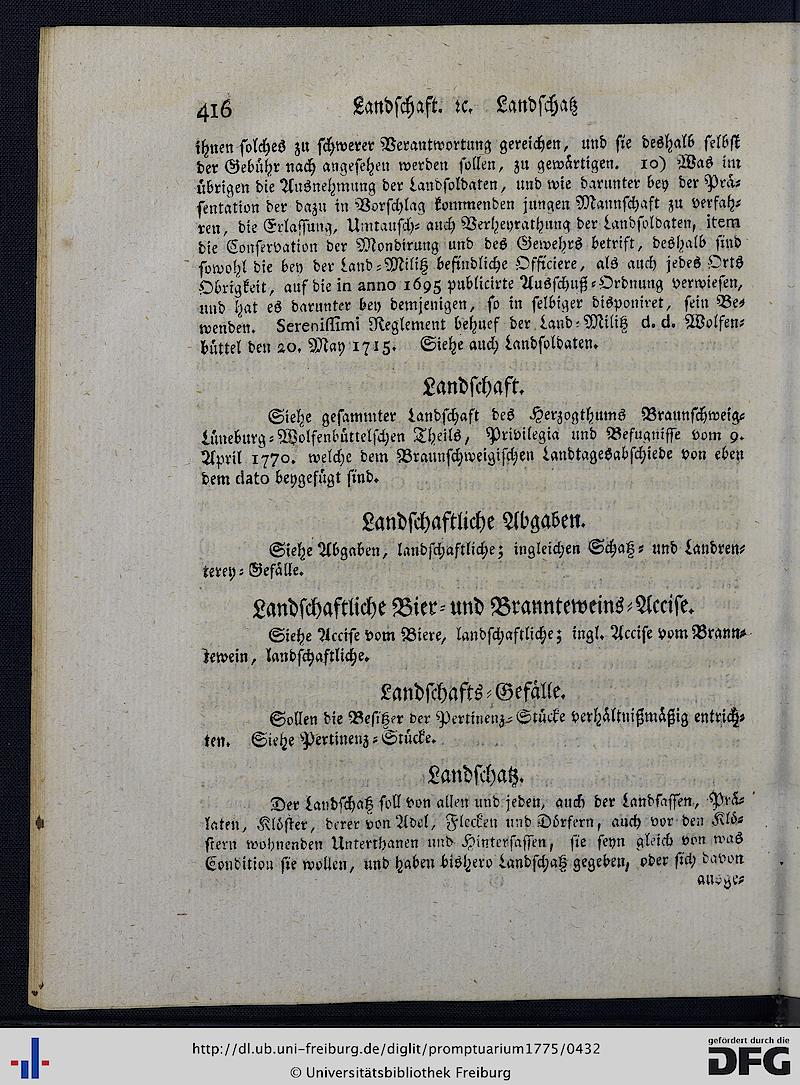 416 Landschaft. ꝛc. Landschatz
ihnen solches zu schwerer Verantwortung gereichen, und sie deshalb selbst
der Gebühr nach angesehen werden sollen, zu gewärtigen. 10) Was im
übrigen die Ausnehmung der Landsoldaten, und wie darunter bey der Prä-
sentation der dazu in Vorschlag kommenden jungen Mannschaft zu verfah-
ren, die Erlassung, Umtausch- auch Verheyrathung der Landsoldaten, item
die Conservation der Mondirung und des Gewehrs betrift, deshalb sind
sowohl die bey der Land-Militz befindliche Officiere, als auch jedes Orts
Obrigkeit, auf die in anno 1695 publicirte Ausschuß-Ordnung verwiesen,
und hat es darunter bey demjenigen, so in selbiger disponiret, sein Be-
wenden. Serenissimi Reglement behuef der Land-Militz d. d. Wolfen-
büttel den 20. May 1715. Siehe auch Landsoldaten.
Landschaft.
Siehe gesammter Landschaft des Herzogthums Braunschweig-
Lüneburg-Wolfenbüttelschen Theils, Privilegia und Befugnisse vom 9.
April 1770. welche dem Braunschweigischen Landtagesabschiede von eben
dem dato beygefügt sind.
Landschaftliche Abgaben.
Siehe Abgaben, landschaftliche; ingleichen Schatz- und Landren-
terey-Gefälle.
Landschaftliche Bier- und Branntweins-Accise.
Siehe Accise vom Biere, landschaftliche; ingl. Accise vom Brann-
tewein, landschaftliche.
Landschafts-Gefälle.
Sollen die Besitzer der Pertinenz-Stücke verhältnißmäßig entrich-
ten. Siehe Pertinenz-Stücke.
Landschatz.
Der Landschatz soll von allen und jeden, auch der Landsassen, Prä-
laten, Klöster, derer von Adel, Flecken und Dörfern, auch vor den Klö-
stern wohnenden Unterthanen und Hintersassen, sie seyn gleich von was
Condition sie wollen, und haben bishero Landschatz gegeben, oder sich davon
ausge-
http://dl.ub.uni-freiburg.de/diglit/promptuarium1775/0432
© Universitätsbibliothek Freiburg
gefördert durch die
DFG